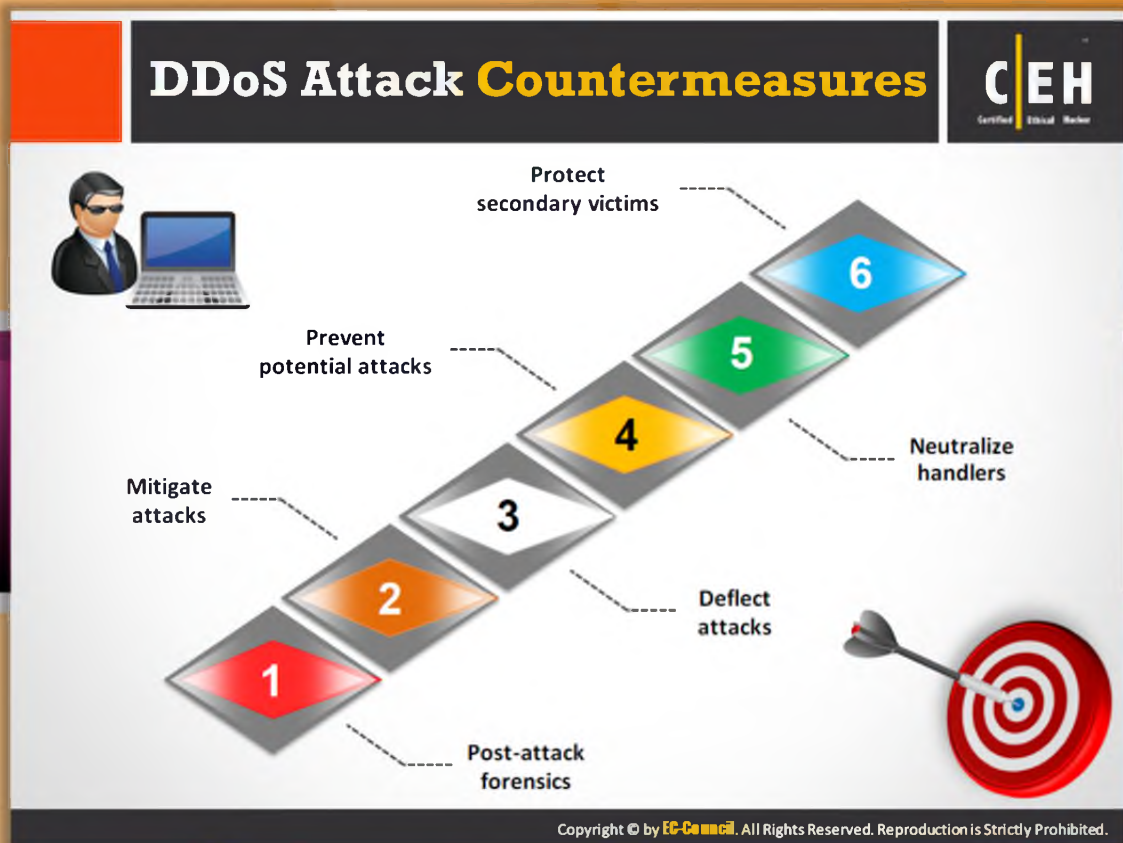 DDoS Attack Countermeasures
C|EH
Certified Ethical Hacker
Protect
secondary victims
6
Prevent
potential attacks
5
4
Neutralize
handlers
Mitigate
attacks
3
2
Deflect
attacks
1
Post-attack
forensics
Copyright © by EC-Council. All Rights Reserved. Reproduction is Strictly Prohibited.